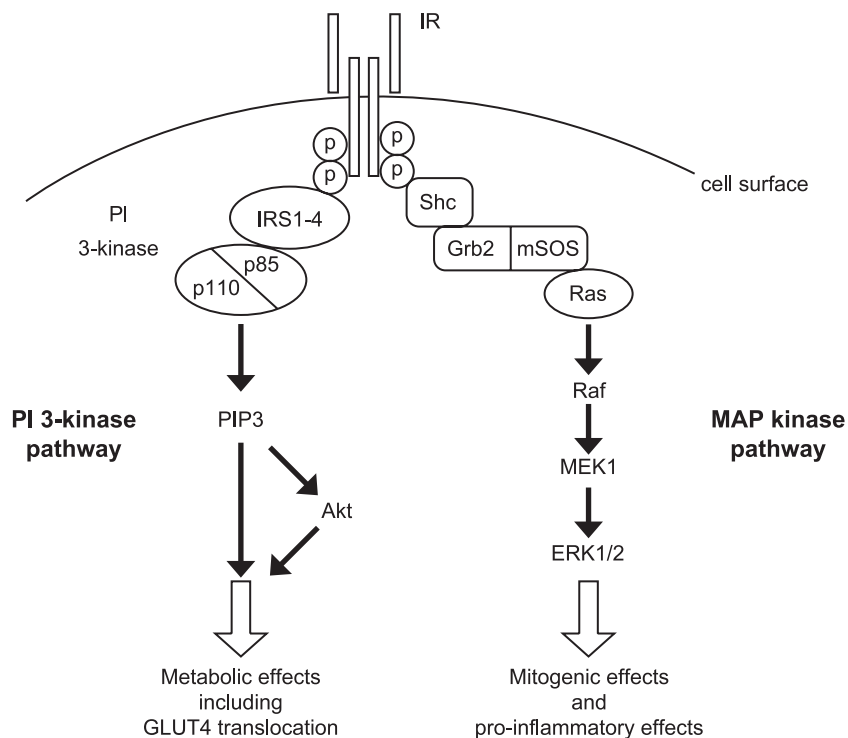 IR
p
p
p
p
cell surface
PI
3-kinase
IRS1-4
p85
p110
Shc
Grb2
mSOS
Ras
PI 3-kinase
pathway
PIP3
Akt
Raf
MEK1
ERK1/2
MAP kinase
pathway
Metabolic effects
including
GLUT4 translocation
Mitogenic effects
and
pro-inflammatory effects